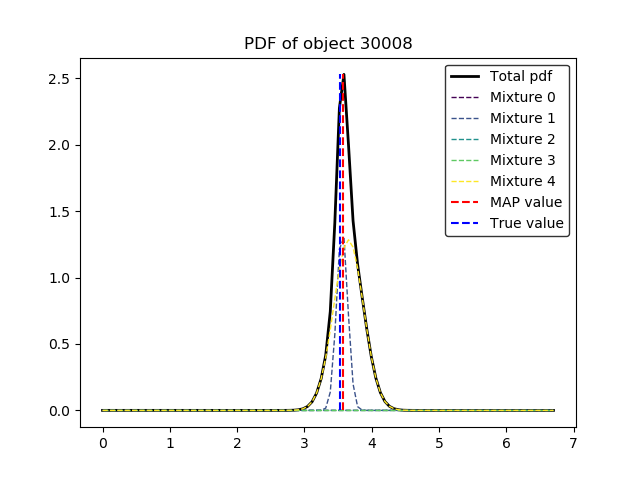 PDF of object 30008
2.5
2.0
1.5
1.0
0.5
0.0
0 1 2 3 4 5 6 7
Total pdf
Mixture 0
Mixture 1
Mixture 2
Mixture 3
Mixture 4
MAP value
True value